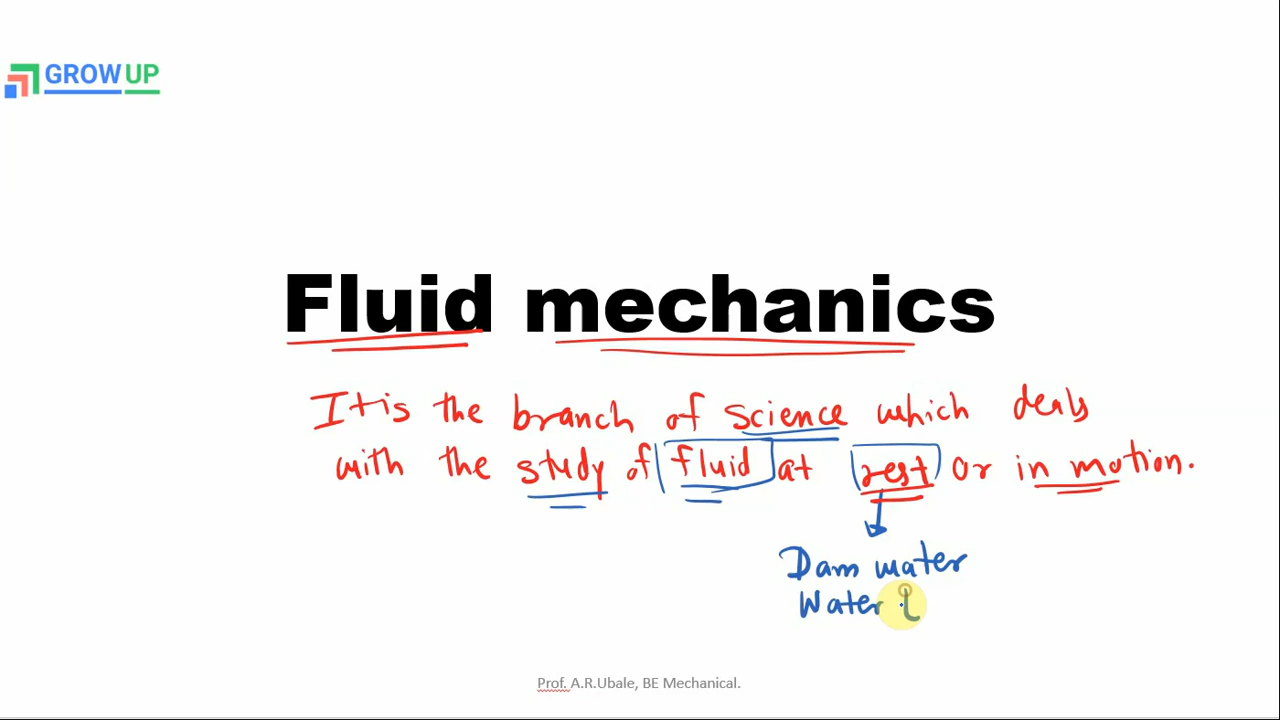 GROW UP
Fluid mechanics
It is the branch of science which deals
with the study of fluid at rest or in motion.
Dam water
Water
Prof. A.R.Ubale, BE Mechanical.